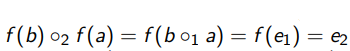 f(b) ∘₂ f(a) = f(b ∘₁ a) = f(e₁) = e₂